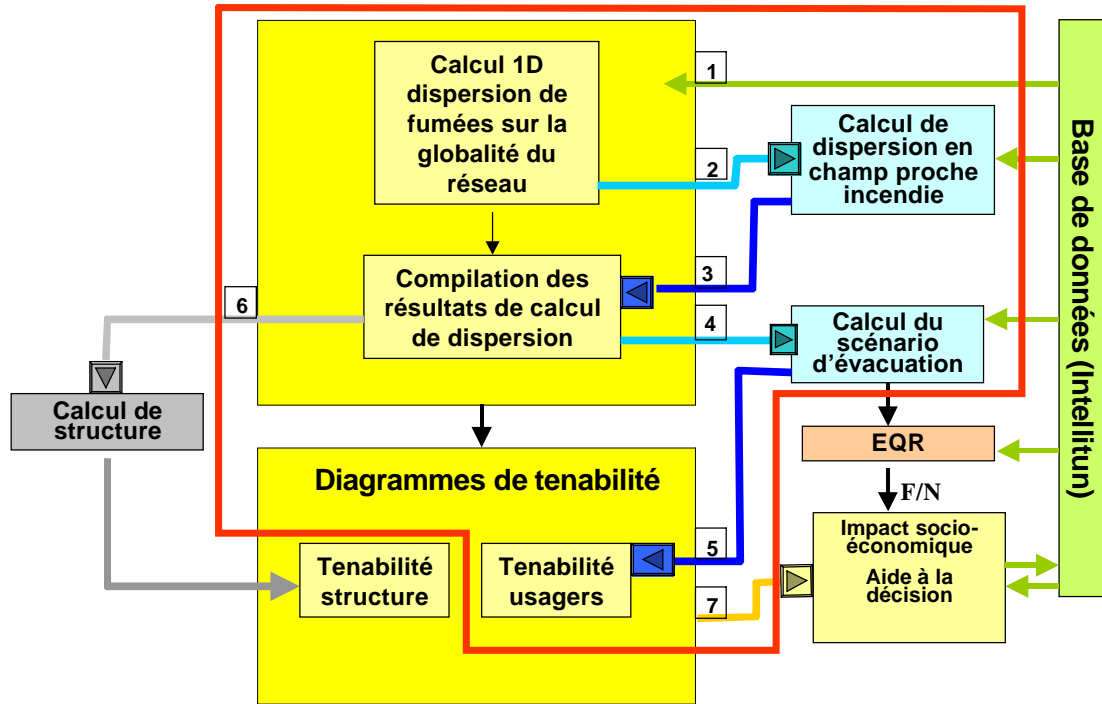 Calcul 1D
dispersion de
fumées sur la
globalité du
réseau
1
2
Calcul de
dispersion en
champ proche
incendie
Base de données (Intellitun)
Compilation des
résultats de calcul
de dispersion
3
4
6
Calcul du
scénario
d'évacuation
Calcul de
structure
EQR
F/N
Diagrammes de tenabilité
Tenabilité
structure
Tenabilité
usagers
5
7
Impact socio-
économique
Aide à la
décision